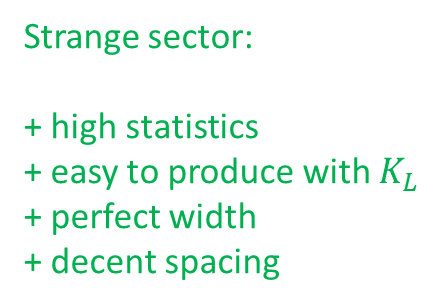 Strange sector:
+ high statistics
+ easy to produce with K_L
+ perfect width
+ decent spacing